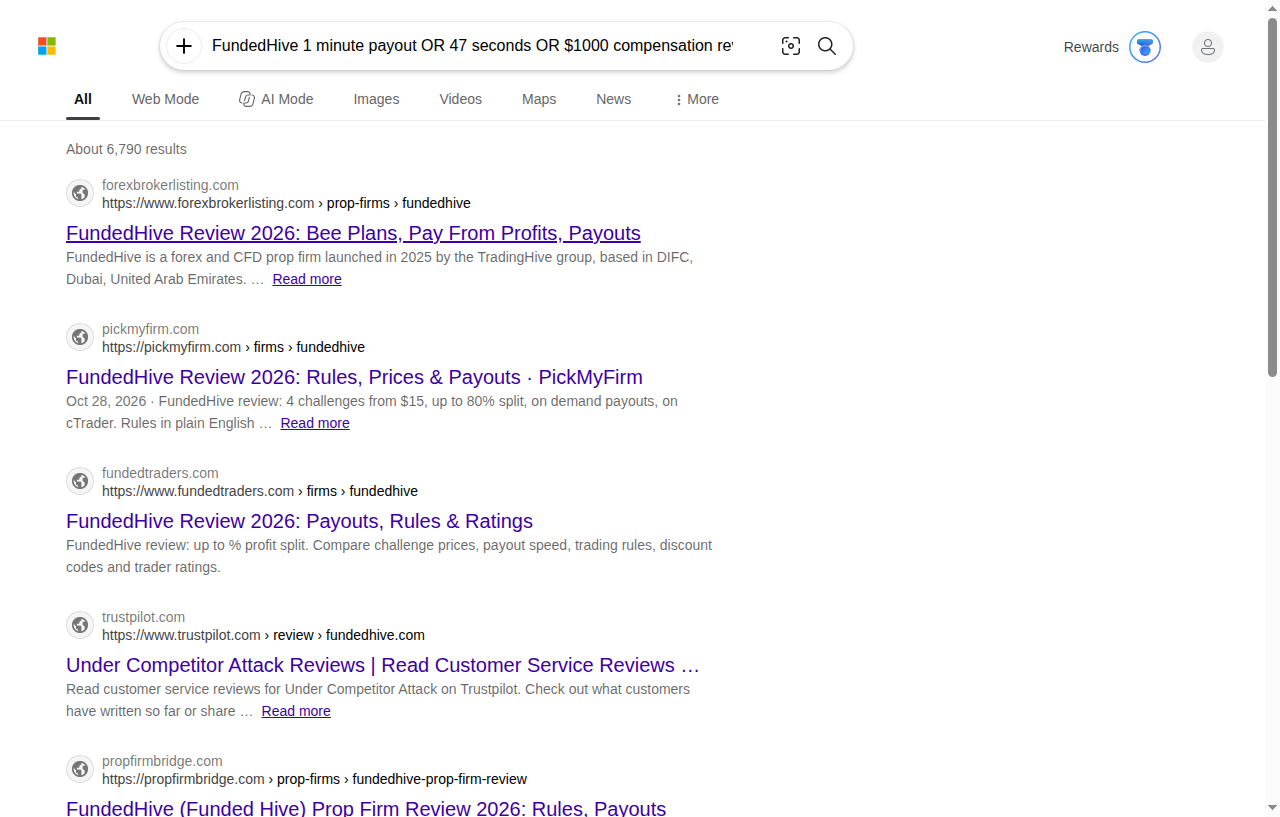 FundedHive 1 minute payout OR 47 seconds OR $1000 compensation
Rewards
All
Web Mode
AI Mode
Images
Videos
Maps
News
More
About 6,790 results
forexbrokerlisting.com
https://www.forexbrokerlisting.com › prop-firms › fundedhive
FundedHive Review 2026: Bee Plans, Pay From Profits, Payouts
FundedHive is a forex and CFD prop firm launched in 2025 by the TradingHive group, based in DIFC,
Dubai, United Arab Emirates. … Read more
pickmyfirm.com
https://pickmyfirm.com › firms › fundedhive
FundedHive Review 2026: Rules, Prices & Payouts · PickMyFirm
Oct 28, 2026 · FundedHive review: 4 challenges from $15, up to 80% split, on demand payouts, on
cTrader. Rules in plain English … Read more
fundedtraders.com
https://www.fundedtraders.com › firms › fundedhive
FundedHive Review 2026: Payouts, Rules & Ratings
FundedHive review: up to % profit split. Compare challenge prices, payout speed, trading rules, discount
codes and trader ratings.
trustpilot.com
https://www.trustpilot.com › review › fundedhive.com
Under Competitor Attack Reviews | Read Customer Service Reviews …
Read customer service reviews for Under Competitor Attack on Trustpilot. Check out what customers
have written so far or share … Read more
propfirmbridge.com
https://propfirmbridge.com › prop-firms › fundedhive-prop-firm-review
FundedHive (Funded Hive) Prop Firm Review 2026: Rules, Payouts